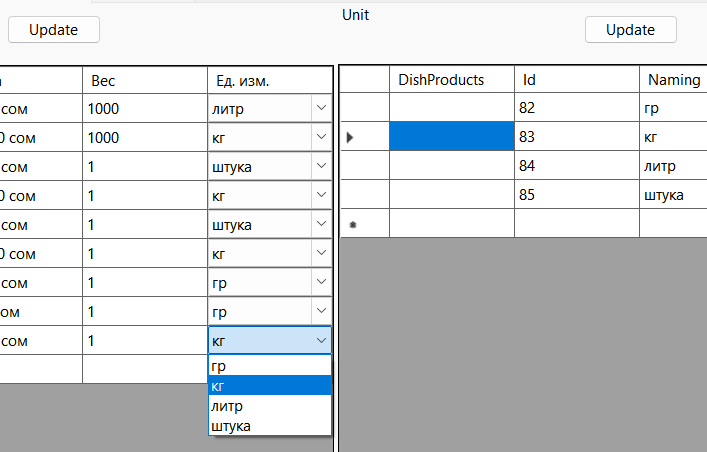 Unit
Update
Update
Вес Ед. изм.
сом 1000 литр
0 сом 1000 кг
сом 1 штука
0 сом 1 кг
сом 1 штука
0 сом 1 кг
сом 1 гр
ом 1 гр
сом 1 кг
гр
кг
литр
штука
DishProducts Id Naming
82 гр
83 кг
84 литр
85 штука